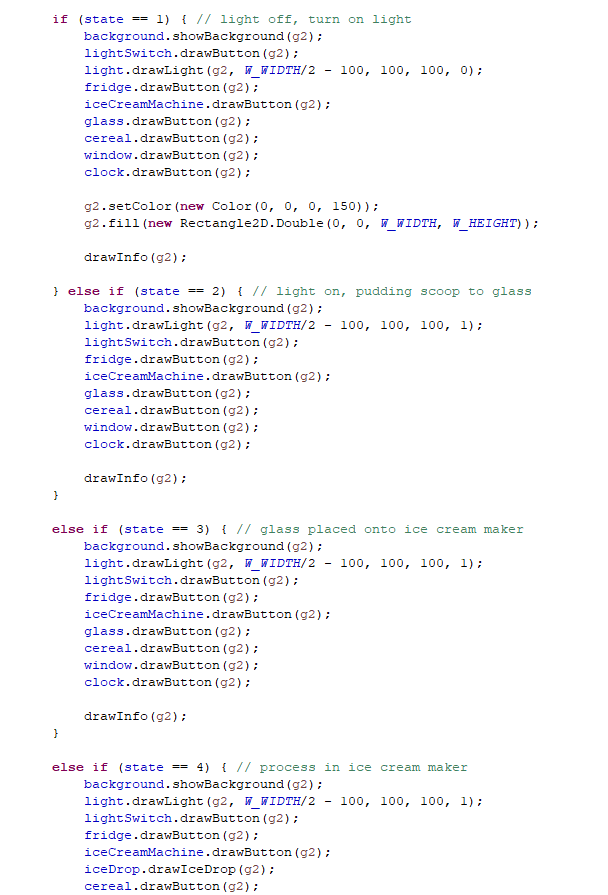 if (state == 1) { // light off, turn on light
background.showBackground(g2);
lightSwitch.drawButton(g2);
light.drawLight(g2, W_WIDTH/2 - 100, 100, 100, 0);
fridge.drawButton(g2);
iceCreamMachine.drawButton(g2);
glass.drawButton(g2);
cereal.drawButton(g2);
window.drawButton(g2);
clock.drawButton(g2);
g2.setColor(new Color(0, 0, 0, 150));
g2.fill(new Rectangle2D.Double(0, 0, W_WIDTH, W_HEIGHT));
drawInfo(g2);
} else if (state == 2) { // light on, pudding scoop to glass
background.showBackground(g2);
light.drawLight(g2, W_WIDTH/2 - 100, 100, 100, 1);
lightSwitch.drawButton(g2);
fridge.drawButton(g2);
iceCreamMachine.drawButton(g2);
glass.drawButton(g2);
cereal.drawButton(g2);
window.drawButton(g2);
clock.drawButton(g2);
drawInfo(g2);
}
else if (state == 3) { // glass placed onto ice cream maker
background.showBackground(g2);
light.drawLight(g2, W_WIDTH/2 - 100, 100, 100, 1);
lightSwitch.drawButton(g2);
fridge.drawButton(g2);
iceCreamMachine.drawButton(g2);
glass.drawButton(g2);
cereal.drawButton(g2);
window.drawButton(g2);
clock.drawButton(g2);
drawInfo(g2);
}
else if (state == 4) { // process in ice cream maker
background.showBackground(g2);
light.drawLight(g2, W_WIDTH/2 - 100, 100, 100, 1);
lightSwitch.drawButton(g2);
fridge.drawButton(g2);
iceCreamMachine.drawButton(g2);
iceDrop.drawIceDrop(g2);
cereal.drawButton(g2);